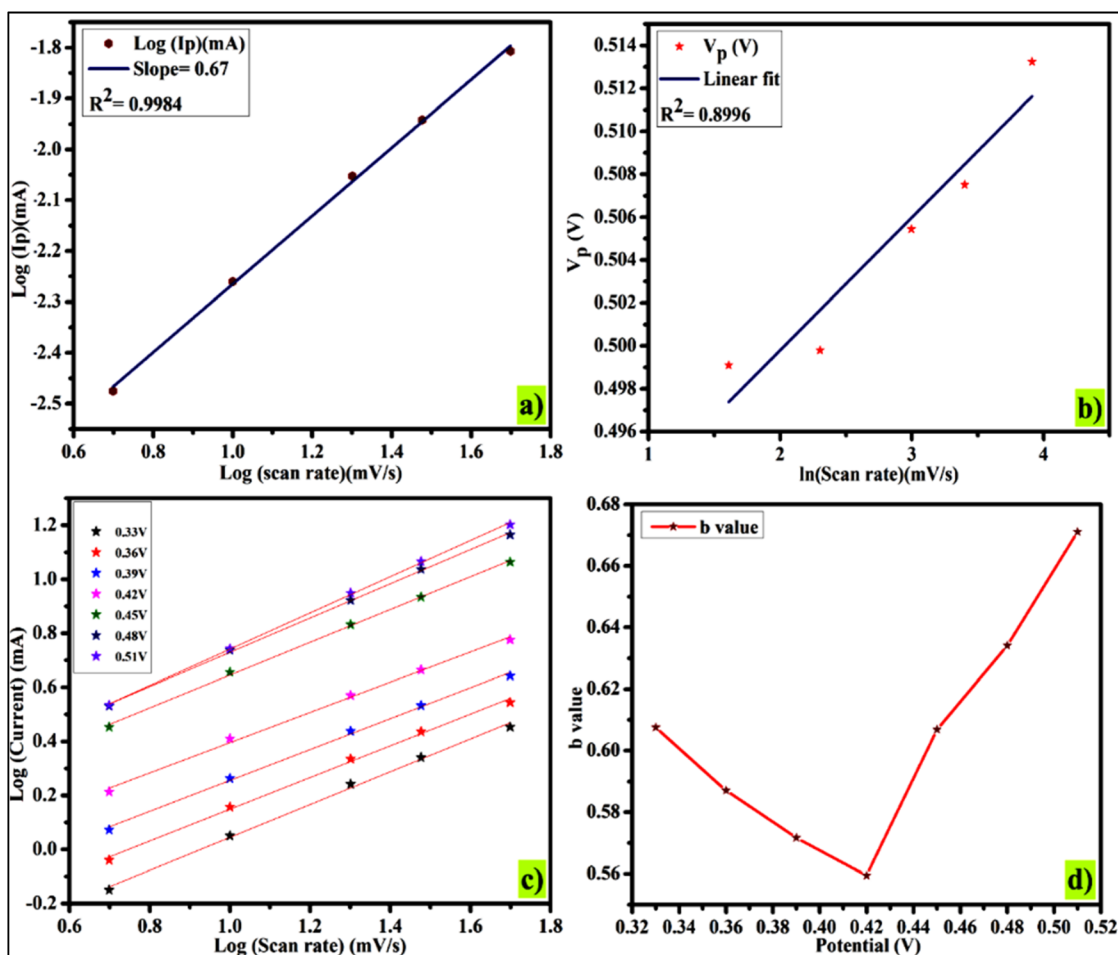 Log (Ip)(mA)
Slope= 0.67
R²= 0.9984
-1.8
-1.9
-2.0
-2.1
-2.2
-2.3
-2.4
-2.5
Log (Ip)(mA)
0.6 0.8 1.0 1.2 1.4 1.6 1.8
Log (scan rate)(mV/s)
a)
V_p (V)
Linear fit
R²= 0.8996
0.514
0.512
0.510
0.508
0.506
0.504
0.502
0.500
0.498
0.496
V_p (V)
1 2 3 4
ln(Scan rate)(mV/s)
b)
0.33V
0.36V
0.39V
0.42V
0.45V
0.48V
0.51V
1.2
1.0
0.8
0.6
0.4
0.2
0.0
-0.2
Log (Current) (mA)
0.6 0.8 1.0 1.2 1.4 1.6 1.8
Log (Scan rate) (mV/s)
c)
b value
0.68
0.66
0.64
0.62
0.60
0.58
0.56
b value
0.32 0.34 0.36 0.38 0.40 0.42 0.44 0.46 0.48 0.50 0.52
Potential (V)
d)